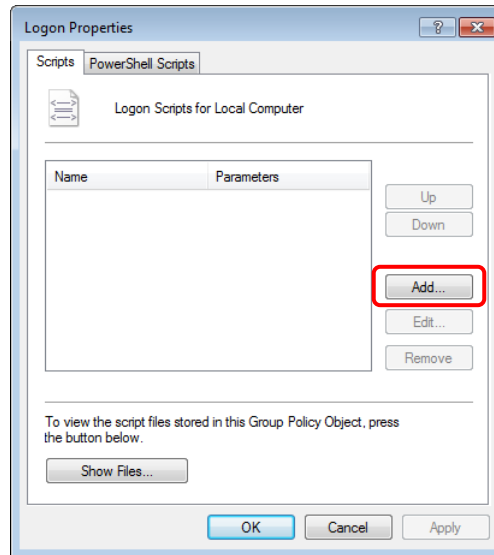 Logon Properties
?
Scripts
PowerShell Scripts
Logon Scripts for Local Computer
Name
Parameters
Up
Down
Add...
Edit...
Remove
To view the script files stored in this Group Policy Object, press
the button below.
Show Files...
OK
Cancel
Apply